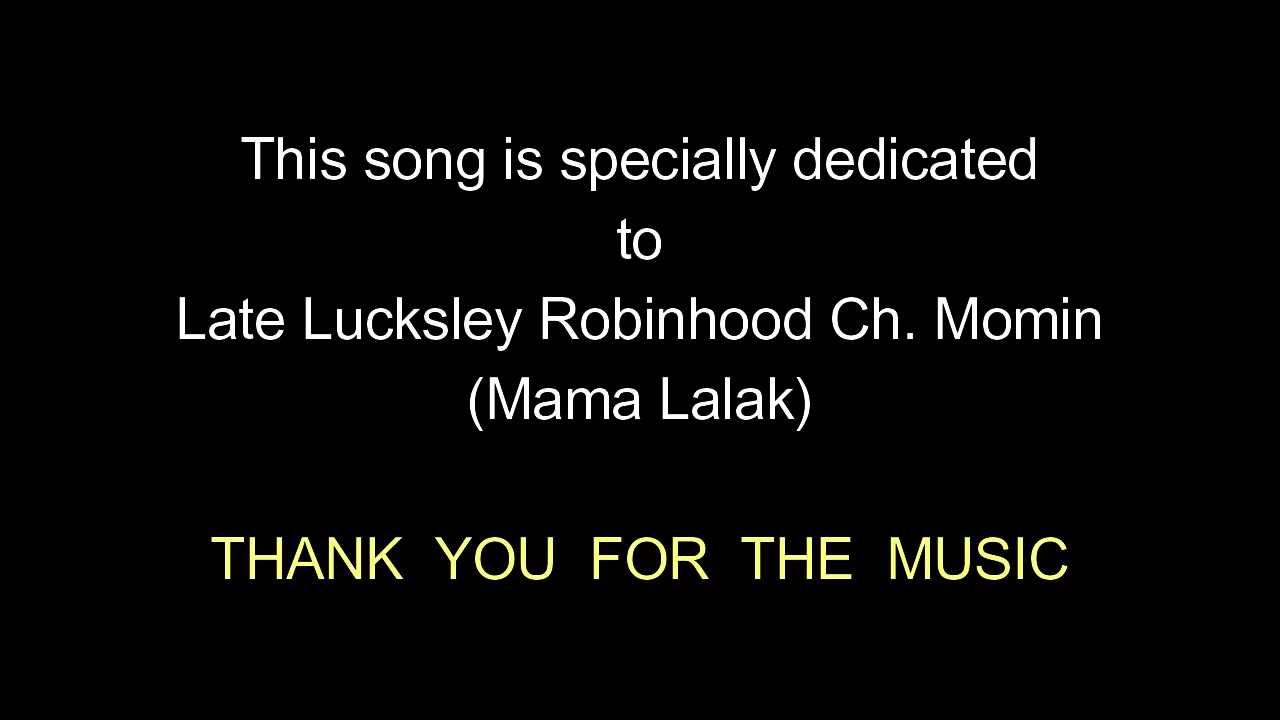 This song is specially dedicated
to
Late Lucksley Robinhood Ch. Momin
(Mama Lalak)
THANK YOU FOR THE MUSIC